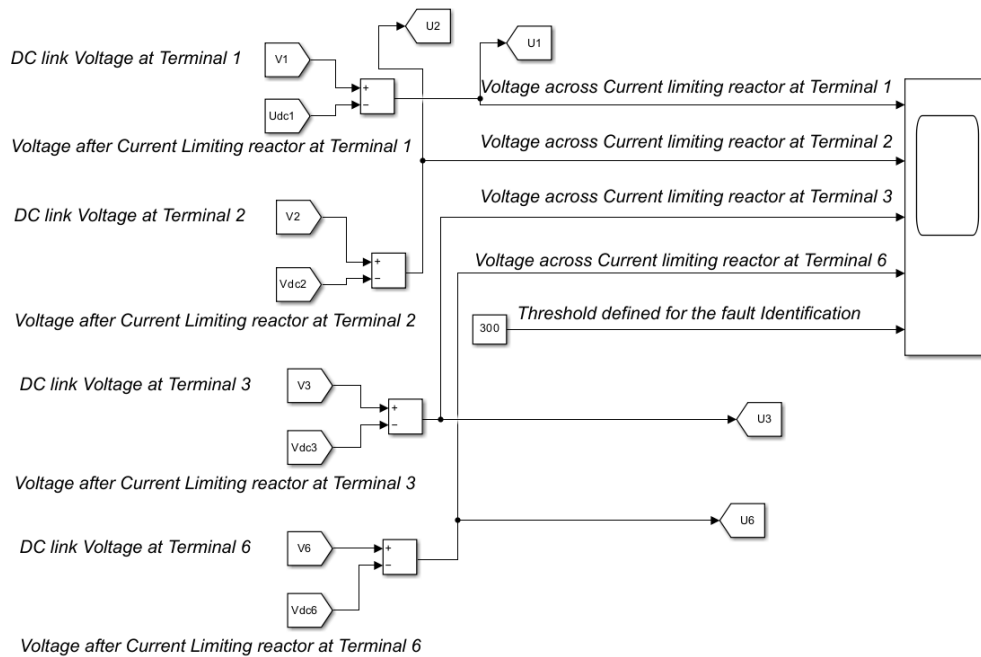 U2
U1
DC link Voltage at Terminal 1
V1
+
−
Voltage across Current limiting reactor at Terminal 1
Udc1
Voltage after Current Limiting reactor at Terminal 1
Voltage across Current limiting reactor at Terminal 2
Voltage across Current limiting reactor at Terminal 3
DC link Voltage at Terminal 2
V2
+
−
Voltage across Current limiting reactor at Terminal 6
Vdc2
Voltage after Current Limiting reactor at Terminal 2
300
Threshold defined for the fault Identification
DC link Voltage at Terminal 3
V3
+
−
U3
Vdc3
Voltage after Current Limiting reactor at Terminal 3
U6
DC link Voltage at Terminal 6
V6
+
−
Vdc6
Voltage after Current Limiting reactor at Terminal 6